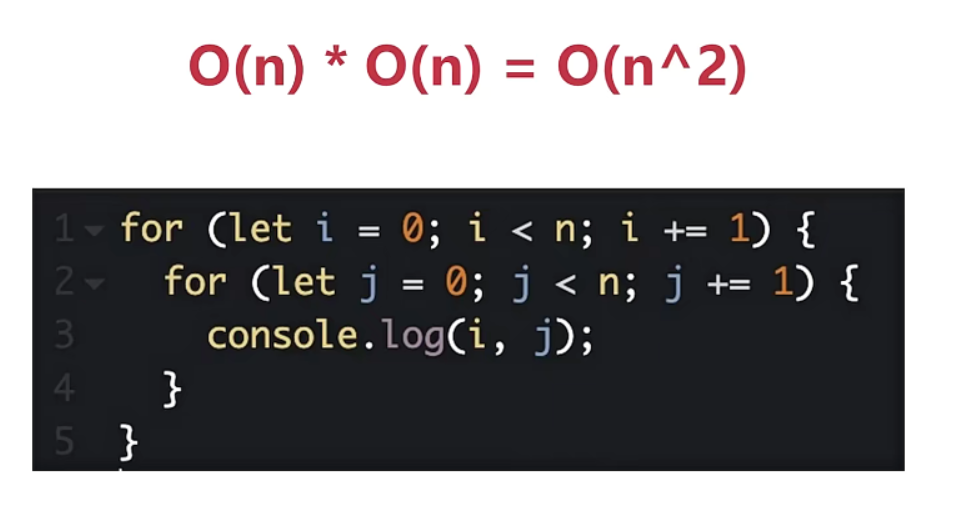 O(n) * O(n) = O(n^2)
1 for (let i = 0; i < n; i += 1) {
2 for (let j = 0; j < n; j += 1) {
3 console.log(i, j);
4 }
5 }